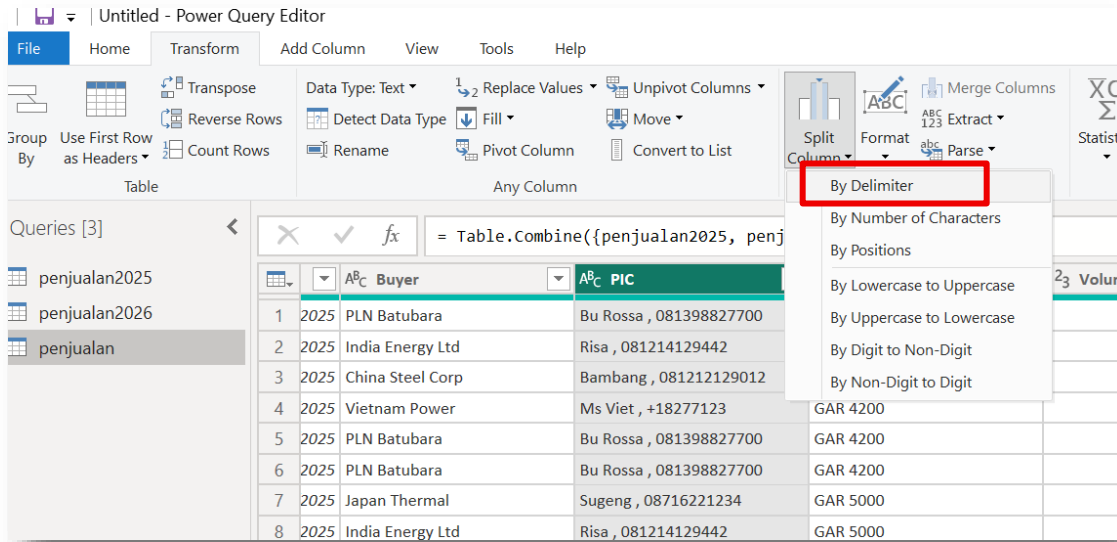 Untitled - Power Query Editor
File Home Transform Add Column View Tools Help
Group By
Use First Row as Headers
Transpose
Reverse Rows
Count Rows
Table
Data Type: Text
Detect Data Type
Rename
Replace Values
Fill
Pivot Column
Unpivot Columns
Move
Convert to List
Any Column
Split Column
Format
Merge Columns
Extract
Parse
By Delimiter
By Number of Characters
By Positions
By Lowercase to Uppercase
By Uppercase to Lowercase
By Digit to Non-Digit
By Non-Digit to Digit
Queries [3]
penjualan2025
penjualan2026
penjualan
fx = Table.Combine({penjualan2025, penj
ABC Buyer ABC PIC
1 2025 PLN Batubara Bu Rossa , 081398827700
2 2025 India Energy Ltd Risa , 081214129442
3 2025 China Steel Corp Bambang , 081212129012
4 2025 Vietnam Power Ms Viet , +18277123 GAR 4200
5 2025 PLN Batubara Bu Rossa , 081398827700 GAR 4200
6 2025 PLN Batubara Bu Rossa , 081398827700 GAR 4200
7 2025 Japan Thermal Sugeng , 08716221234 GAR 5000
8 2025 India Energy Ltd Risa , 081214129442 GAR 5000